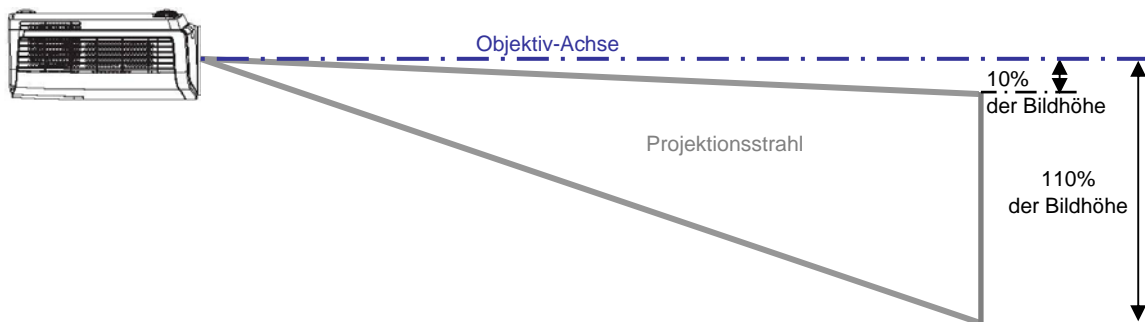 Objektiv-Achse
10%
der Bildhöhe
Projektionsstrahl
110%
der Bildhöhe